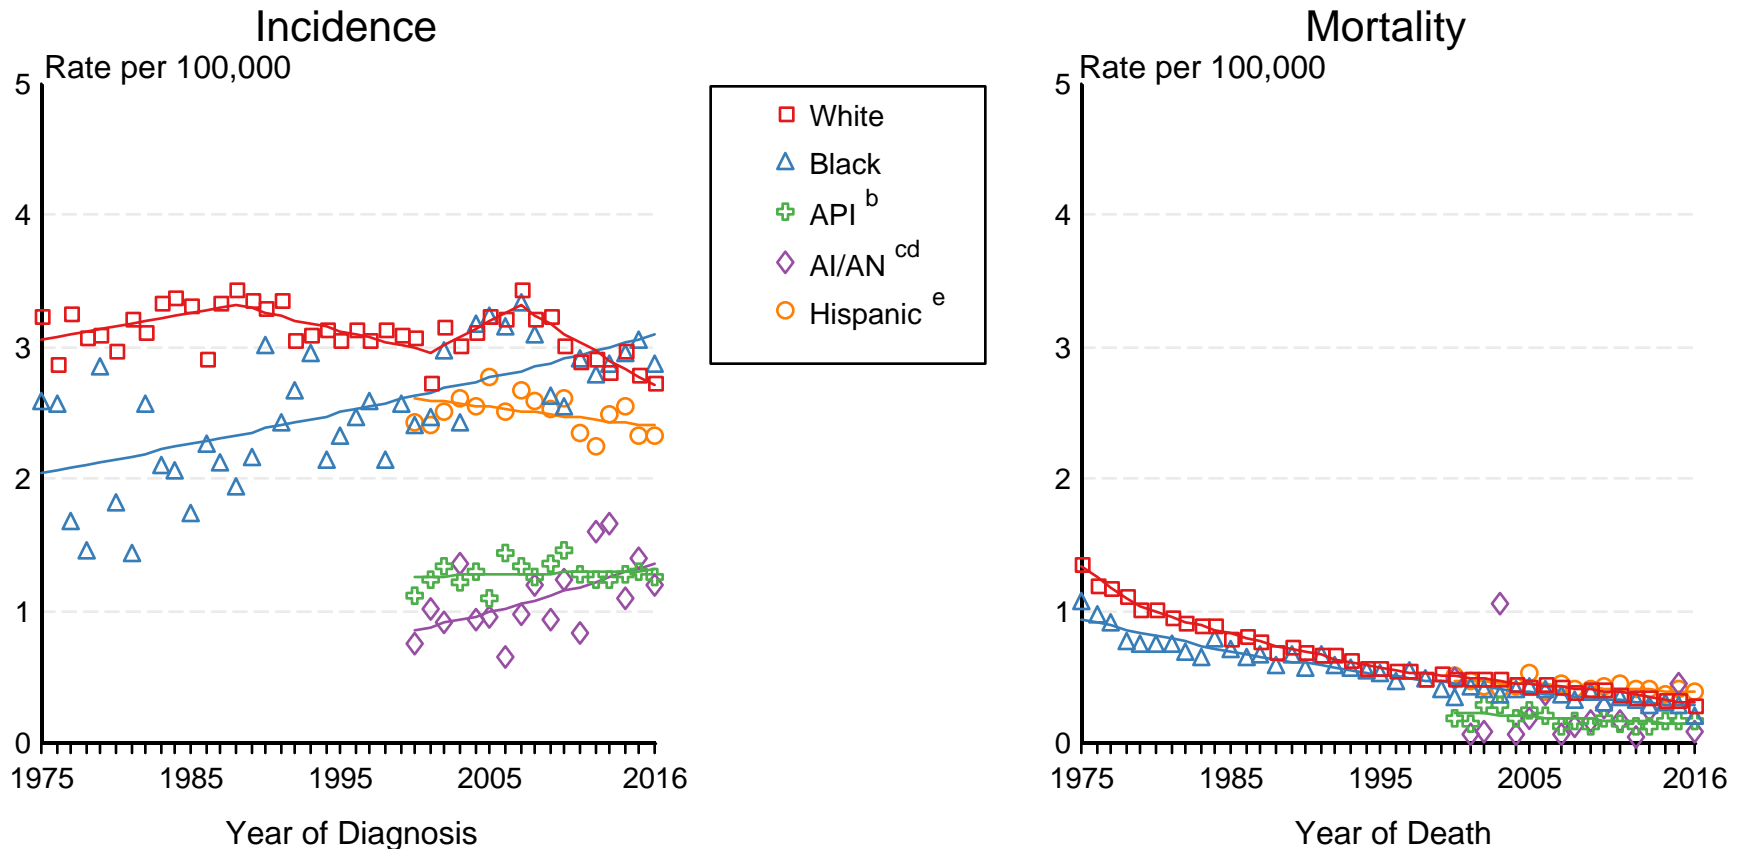 Incidence
Rate per 100,000
5
4
3
2
1
0
1975 1985 1995 2005 2016
Year of Diagnosis
White
Black
API b
AI/AN cd
Hispanic e
Mortality
Rate per 100,000
5
4
3
2
1
0
1975 1985 1995 2005 2016
Year of Death